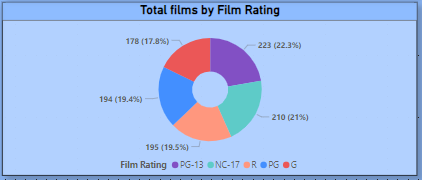 Total films by Film Rating
178 (17.8%)
223 (22.3%)
194 (19.4%)
210 (21%)
195 (19.5%)
Film Rating PG-13 NC-17 R PG G